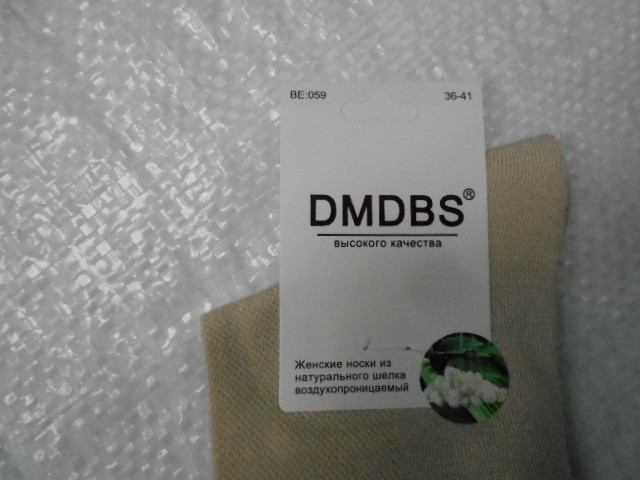 BE:059 36-41
DMDBS®
высокого качества
Женские носки из
натурального шелка
воздухопроницаемый